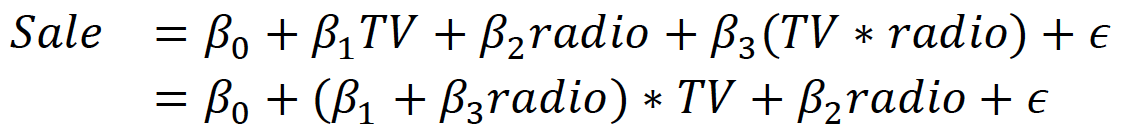 Sale = β₀ + β₁TV + β₂radio + β₃(TV ∗ radio) + ϵ
= β₀ + (β₁ + β₃radio) ∗ TV + β₂radio + ϵ